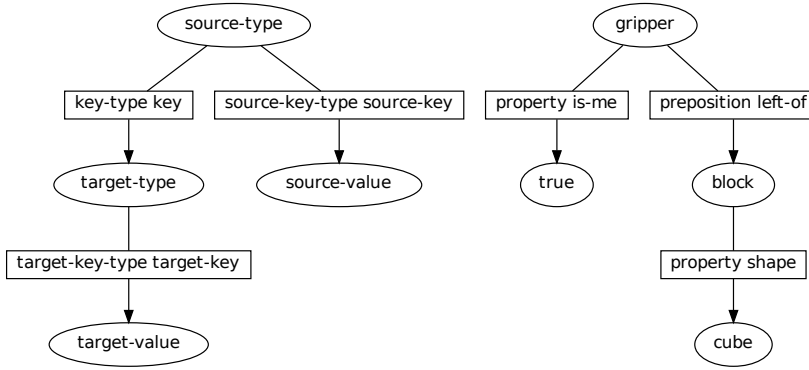 source-type
gripper
key-type key
source-key-type source-key
property is-me
preposition left-of
target-type
source-value
true
block
target-key-type target-key
property shape
target-value
cube